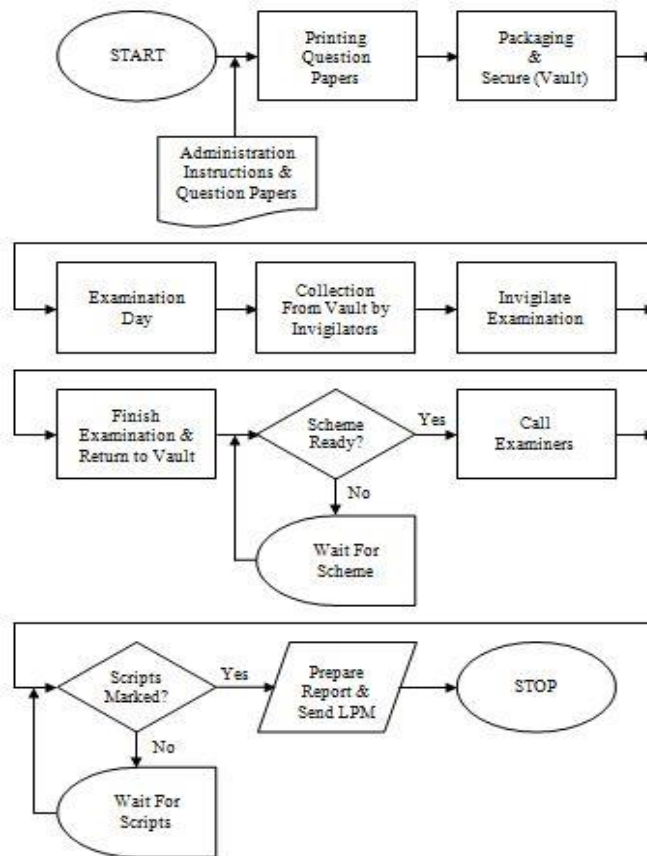 START
Printing
Question
Papers
Packaging
&
Secure (Vault)
Administration
Instructions &
Question Papers
Examination
Day
Collection
From Vault by
Invigilators
Invigilate
Examination
Finish
Examination &
Return to Vault
Scheme
Ready?
Yes
Call
Examiners
No
Wait For
Scheme
Scripts
Marked?
Yes
Prepare
Report &
Send LPM
STOP
No
Wait For
Scripts